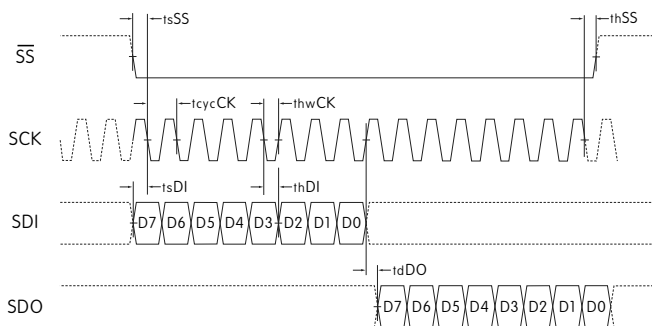 tsSS
thSS
SS
tcycCK
thwCK
SCK
tsDI
thDI
SDI
D7 D6 D5 D4 D3 D2 D1 D0
tdDO
SDO
D7 D6 D5 D4 D3 D2 D1 D0